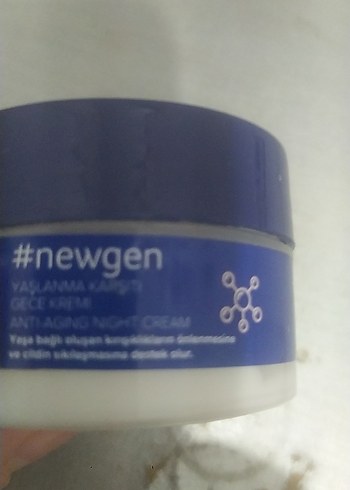 #newgen
YAŞLANMA KARŞITI
GECE KREMİ
ANTI-AGING NIGHT CREAM
Yaşa bağlı oluşan kırışıklıkların önlenmesine
ve cildin sıkılaşmasına destek olur.